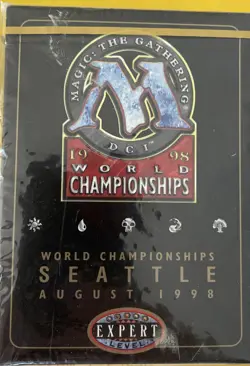 MAGIC: THE GATHERING
M
DCI
19 98
WORLD
CHAMPIONSHIPS
WORLD CHAMPIONSHIPS
SEATTLE
AUGUST 1998
EXPERT
LEVEL